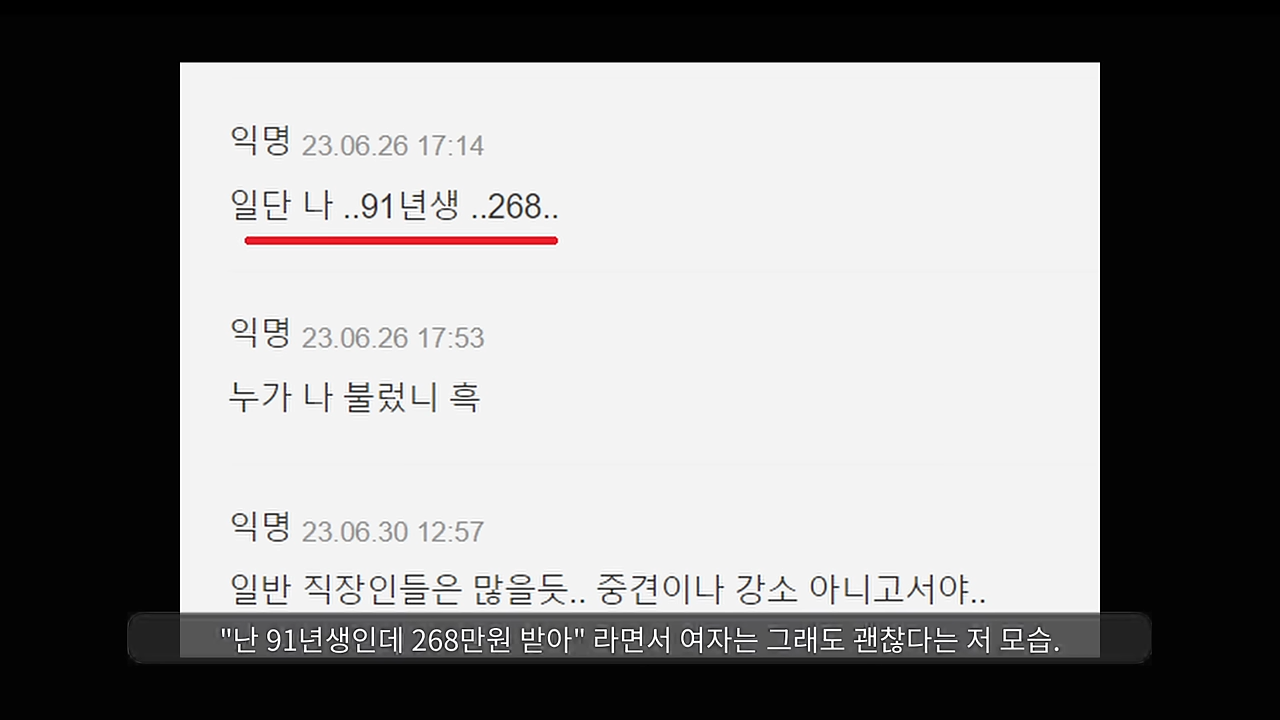 익명 23.06.26 17:14
일단 나 ..91년생 ..268..
익명 23.06.26 17:53
누가 나 불렀니 흑
익명 23.06.30 12:57
일반 직장인들은 많을듯.. 중견이나 강소 아니고서야..
"난 91년생인데 268만원 받아" 라면서 여자는 그래도 괜찮다는 저 모습.